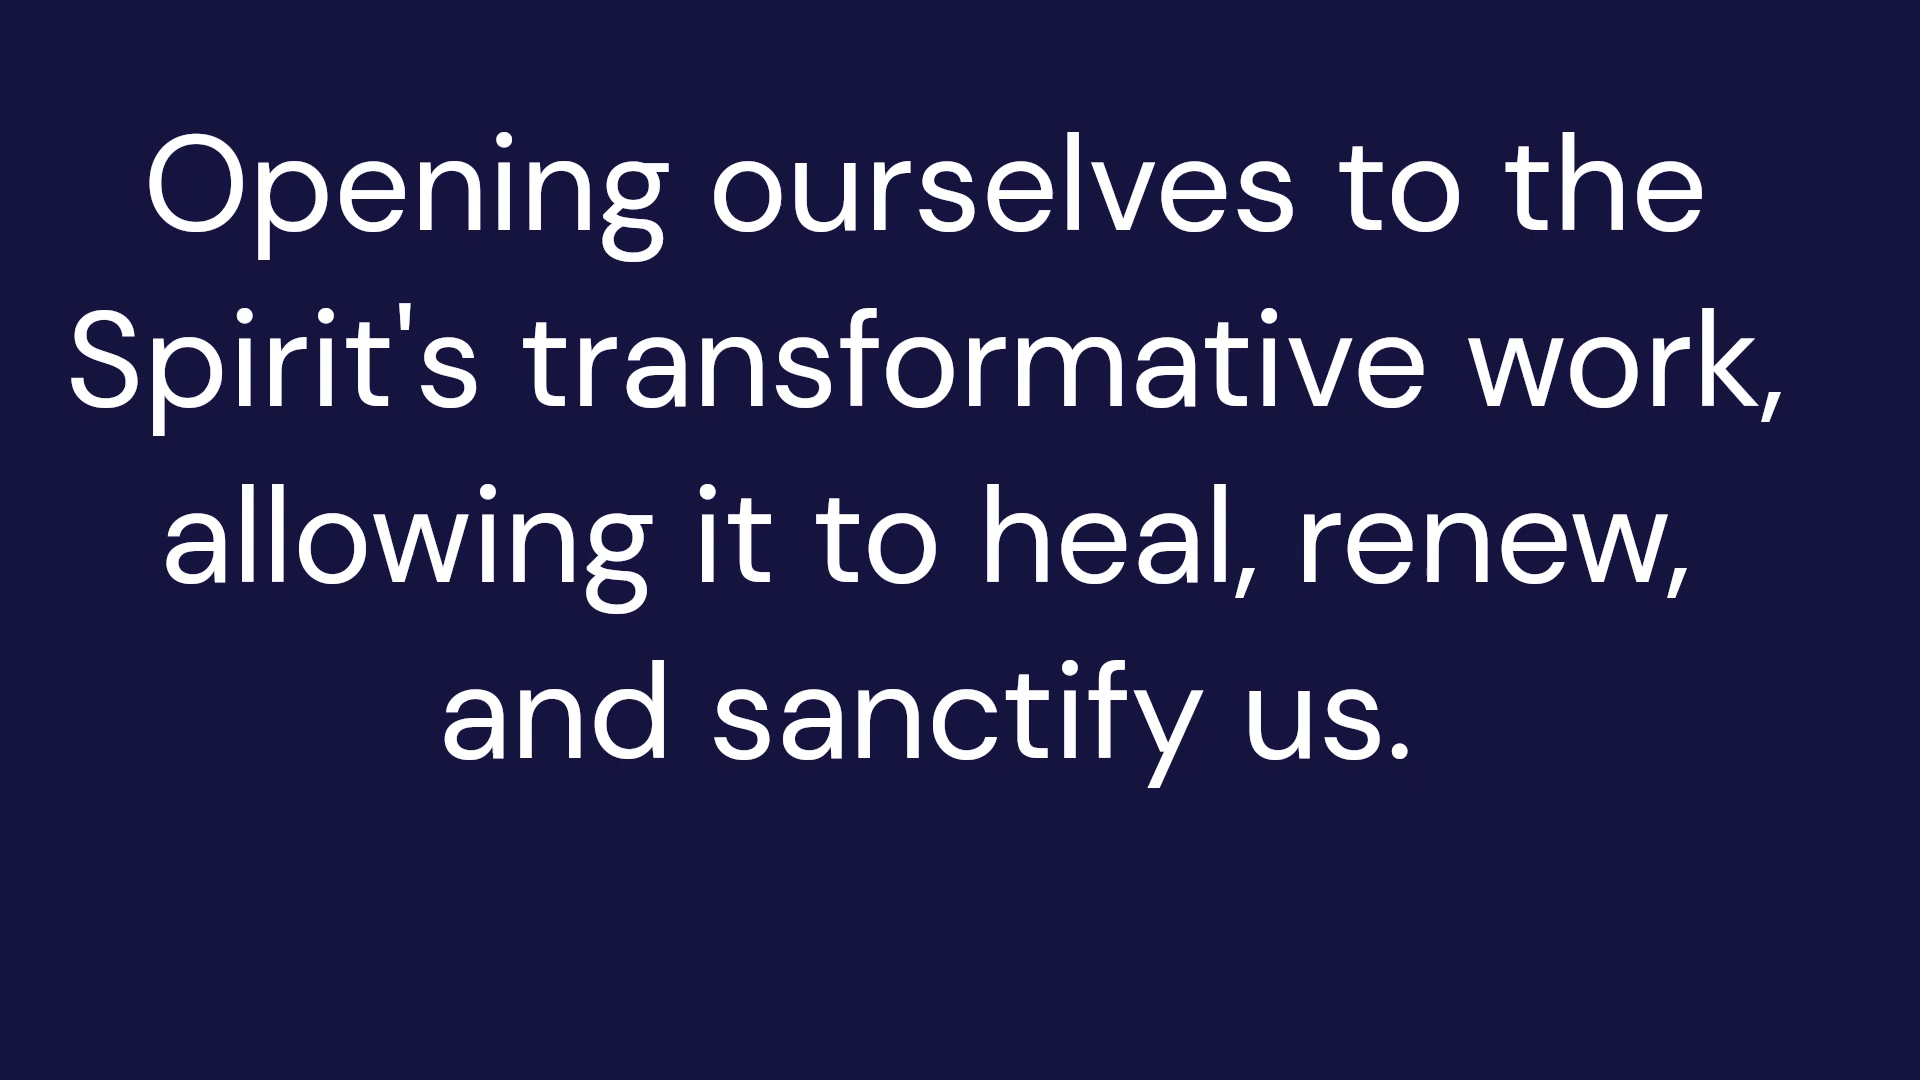 Opening ourselves to the
Spirit's transformative work,
allowing it to heal, renew,
and sanctify us.